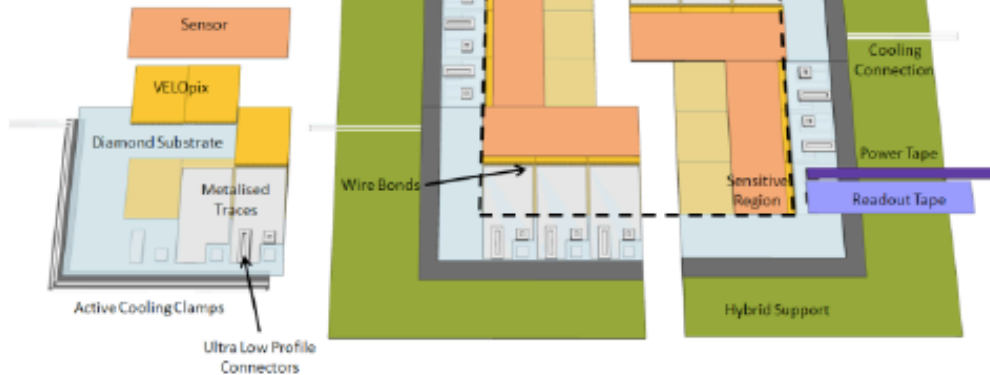 Sensor
VELOpix
Diamond Substrate
Metalised
Traces
Active Cooling Clamps
Ultra Low Profile
Connectors
Wire Bonds
Sensitive
Region
Cooling
Connection
Power Tape
Readout Tape
Hybrid Support